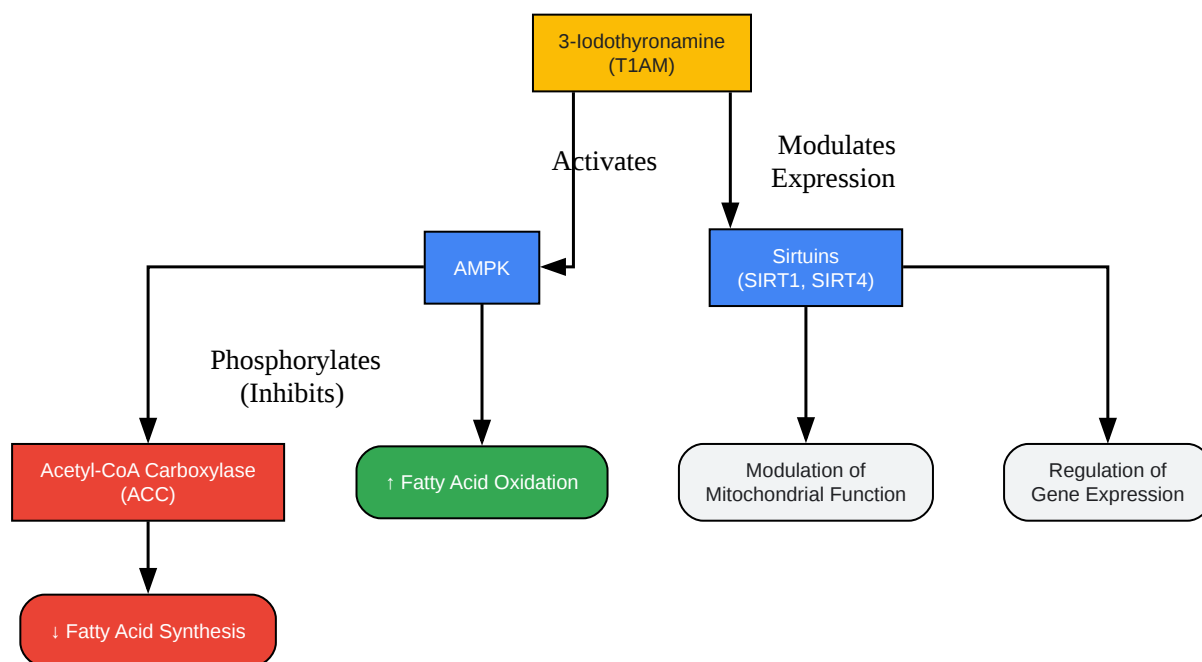 3-Iodothyronamine
(T1AM)
Activates
Modulates
Expression
AMPK
Sirtuins
(SIRT1, SIRT4)
Phosphorylates
(Inhibits)
Acetyl-CoA Carboxylase
(ACC)
↑ Fatty Acid Oxidation
Modulation of
Mitochondrial Function
Regulation of
Gene Expression
↓ Fatty Acid Synthesis